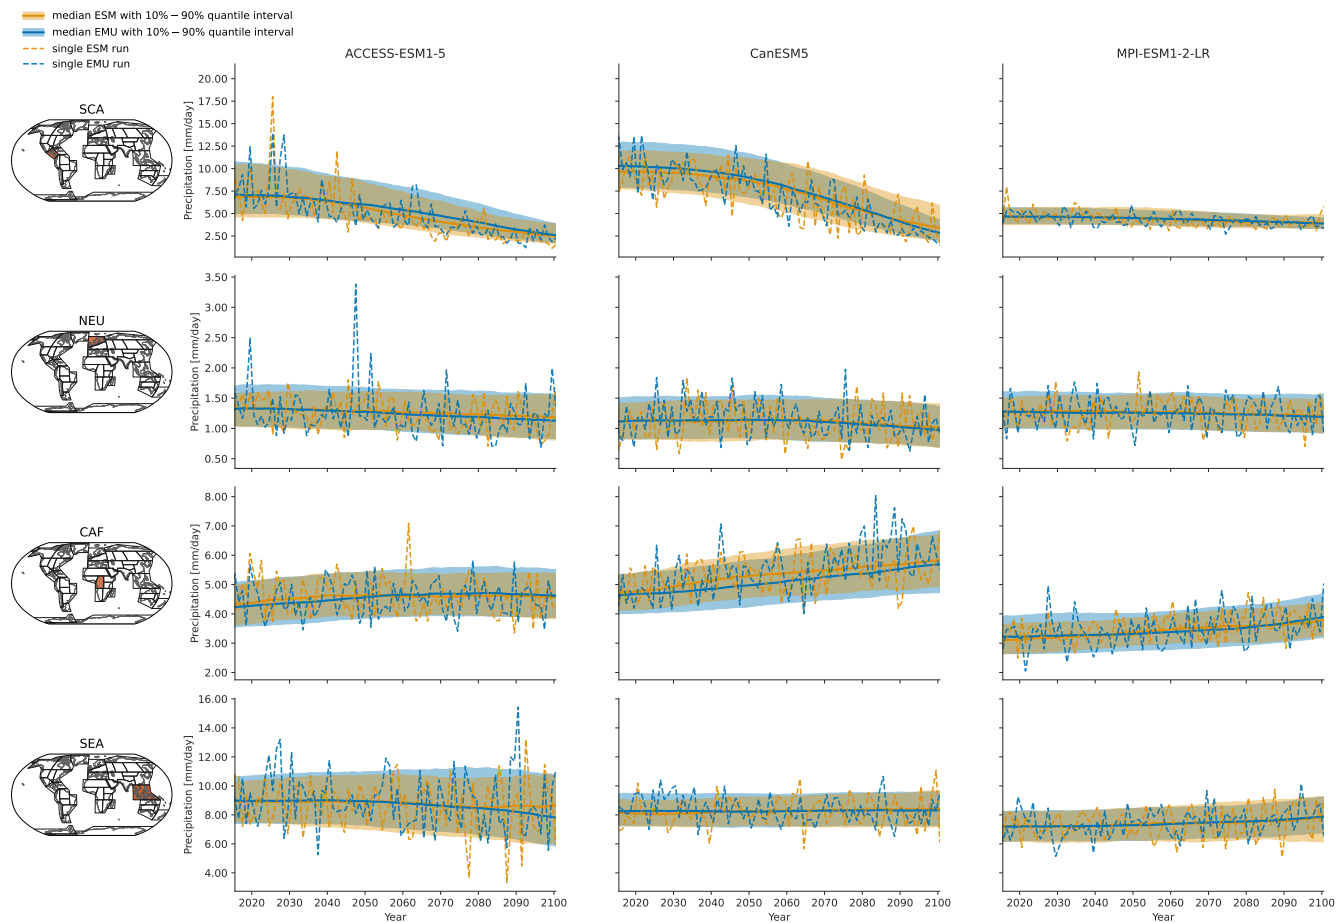 median ESM with 10% − 90% quantile interval
median EMU with 10% − 90% quantile interval
single ESM run
single EMU run
ACCESS-ESM1-5
CanESM5
MPI-ESM1-2-LR
SCA
Precipitation [mm/day]
20.00
17.50
15.00
12.50
10.00
7.50
5.00
2.50
NEU
Precipitation [mm/day]
3.50
3.00
2.50
2.00
1.50
1.00
0.50
CAF
Precipitation [mm/day]
8.00
7.00
6.00
5.00
4.00
3.00
2.00
SEA
Precipitation [mm/day]
16.00
14.00
12.00
10.00
8.00
6.00
4.00
2020 2030 2040 2050 2060 2070 2080 2090 2100
2020 2030 2040 2050 2060 2070 2080 2090 2100
2020 2030 2040 2050 2060 2070 2080 2090 2100
Year
Year
Year